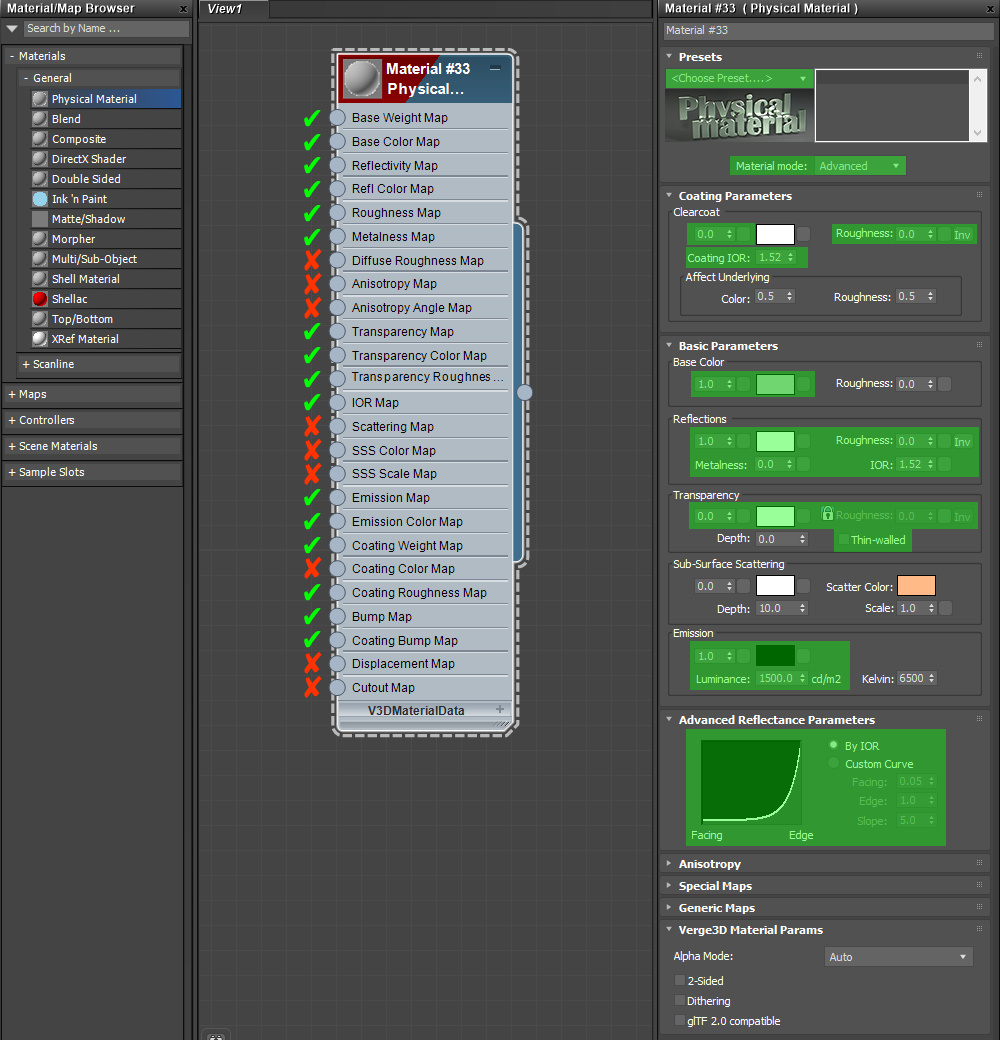 Material/Map Browser x
Search by Name ...
- Materials
- General
Physical Material
Blend
Composite
DirectX Shader
Double Sided
Ink 'n Paint
Matte/Shadow
Morpher
Multi/Sub-Object
Shell Material
Shellac
Top/Bottom
XRef Material
+ Scanline
+ Maps
+ Controllers
+ Scene Materials
+ Sample Slots
View1
Material #33
Physical...
Base Weight Map
Base Color Map
Reflectivity Map
Refl Color Map
Roughness Map
Metalness Map
Diffuse Roughness Map
Anisotropy Map
Anisotropy Angle Map
Transparency Map
Transparency Color Map
Transparency Roughnes ...
IOR Map
Scattering Map
SSS Color Map
SSS Scale Map
Emission Map
Emission Color Map
Coating Weight Map
Coating Color Map
Coating Roughness Map
Bump Map
Coating Bump Map
Displacement Map
Cutout Map
V3DMaterialData +
Material #33 ( Physical Material ) x
Material #33
Presets
<Choose Preset....>
Physical
material
Material mode: Advanced
Coating Parameters
Clearcoat
0.0 Roughness: 0.0 Inv
Coating IOR: 1.52
Affect Underlying
Color: 0.5 Roughness: 0.5
Basic Parameters
Base Color
1.0 Roughness: 0.0
Reflections
1.0 Roughness: 0.0 Inv
Metalness: 0.0 IOR: 1.52
Transparency
0.0 Roughness: 0.0 Inv
Depth: 0.0 Thin-walled
Sub-Surface Scattering
0.0 Scatter Color:
Depth: 10.0 Scale: 1.0
Emission
1.0
Luminance: 1500.0 cd/m2 Kelvin: 6500
Advanced Reflectance Parameters
By IOR
Custom Curve
Facing: 0.05
Edge: 1.0
Slope: 5.0
Facing Edge
Anisotropy
Special Maps
Generic Maps
Verge3D Material Params
Alpha Mode: Auto
2-Sided
Dithering
glTF 2.0 compatible